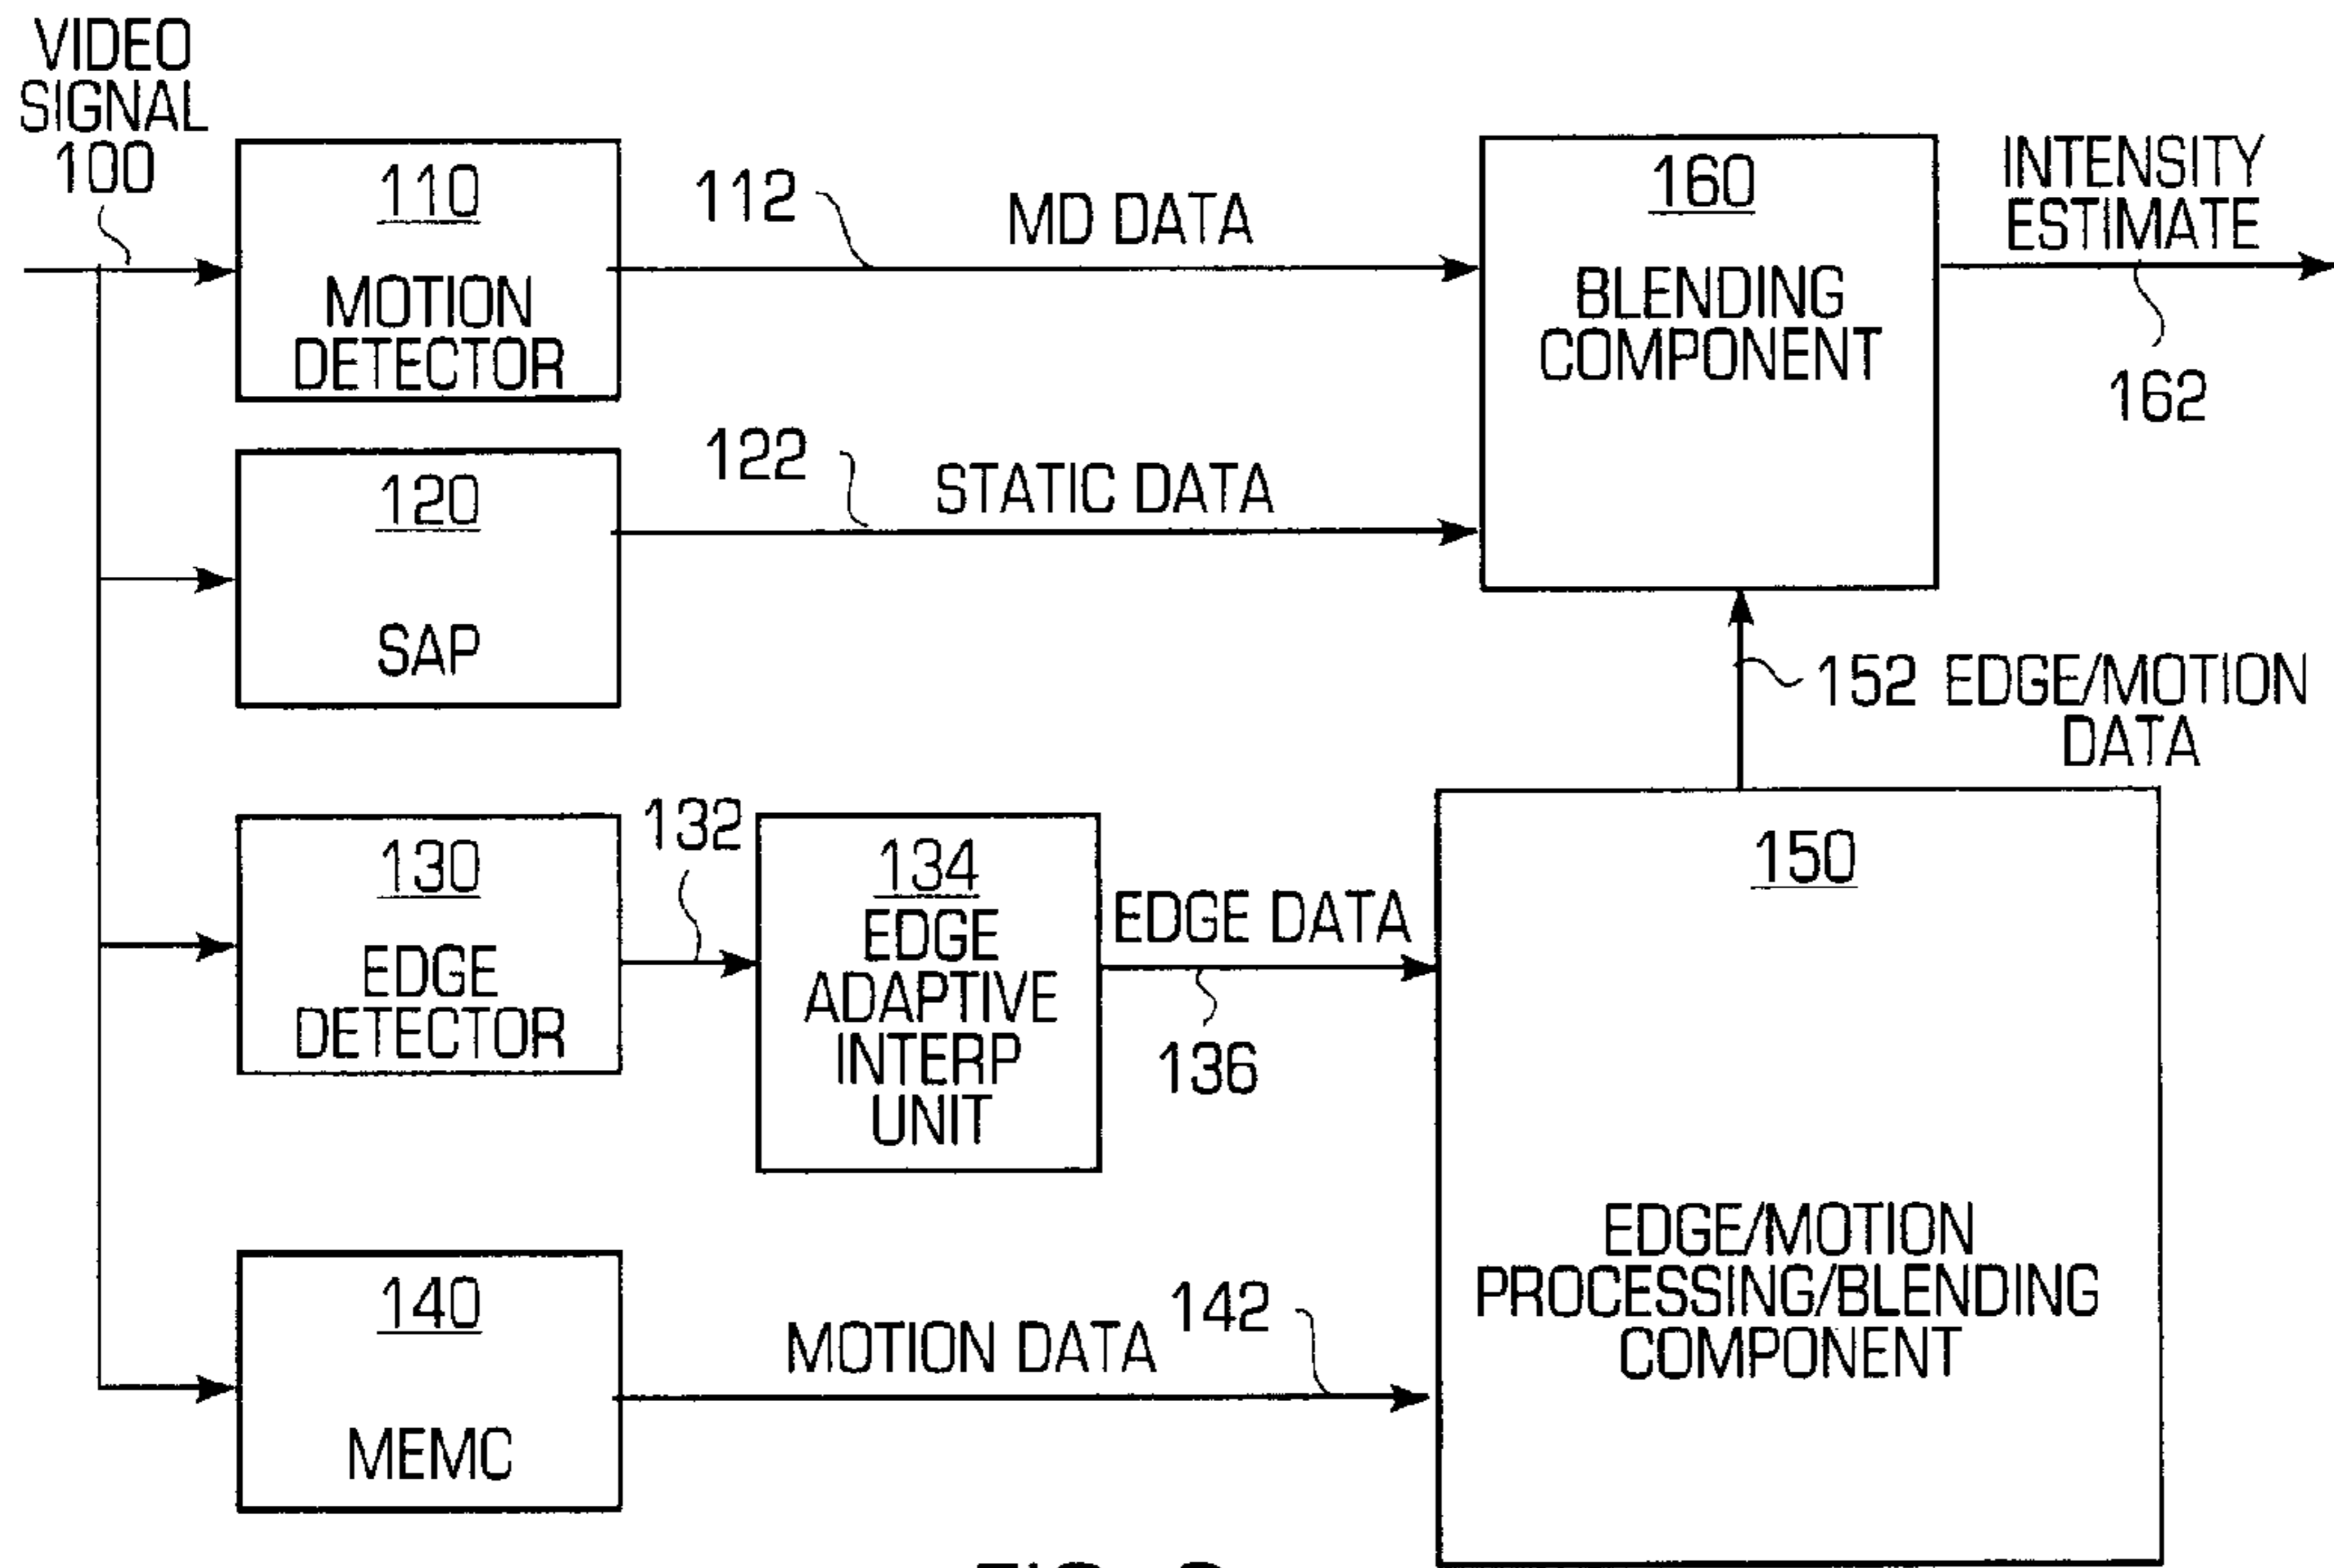 VIDEO
SIGNAL
100
110
MOTION
DETECTOR
112
MD DATA
160
BLENDING
COMPONENT
INTENSITY
ESTIMATE
162
120
SAP
122
STATIC DATA
152 EDGE/MOTION
DATA
130
EDGE
DETECTOR
132
134
EDGE
ADAPTIVE
INTERP
UNIT
EDGE DATA
136
150
EDGE/MOTION
PROCESSING/BLENDING
COMPONENT
140
MEMC
MOTION DATA
142